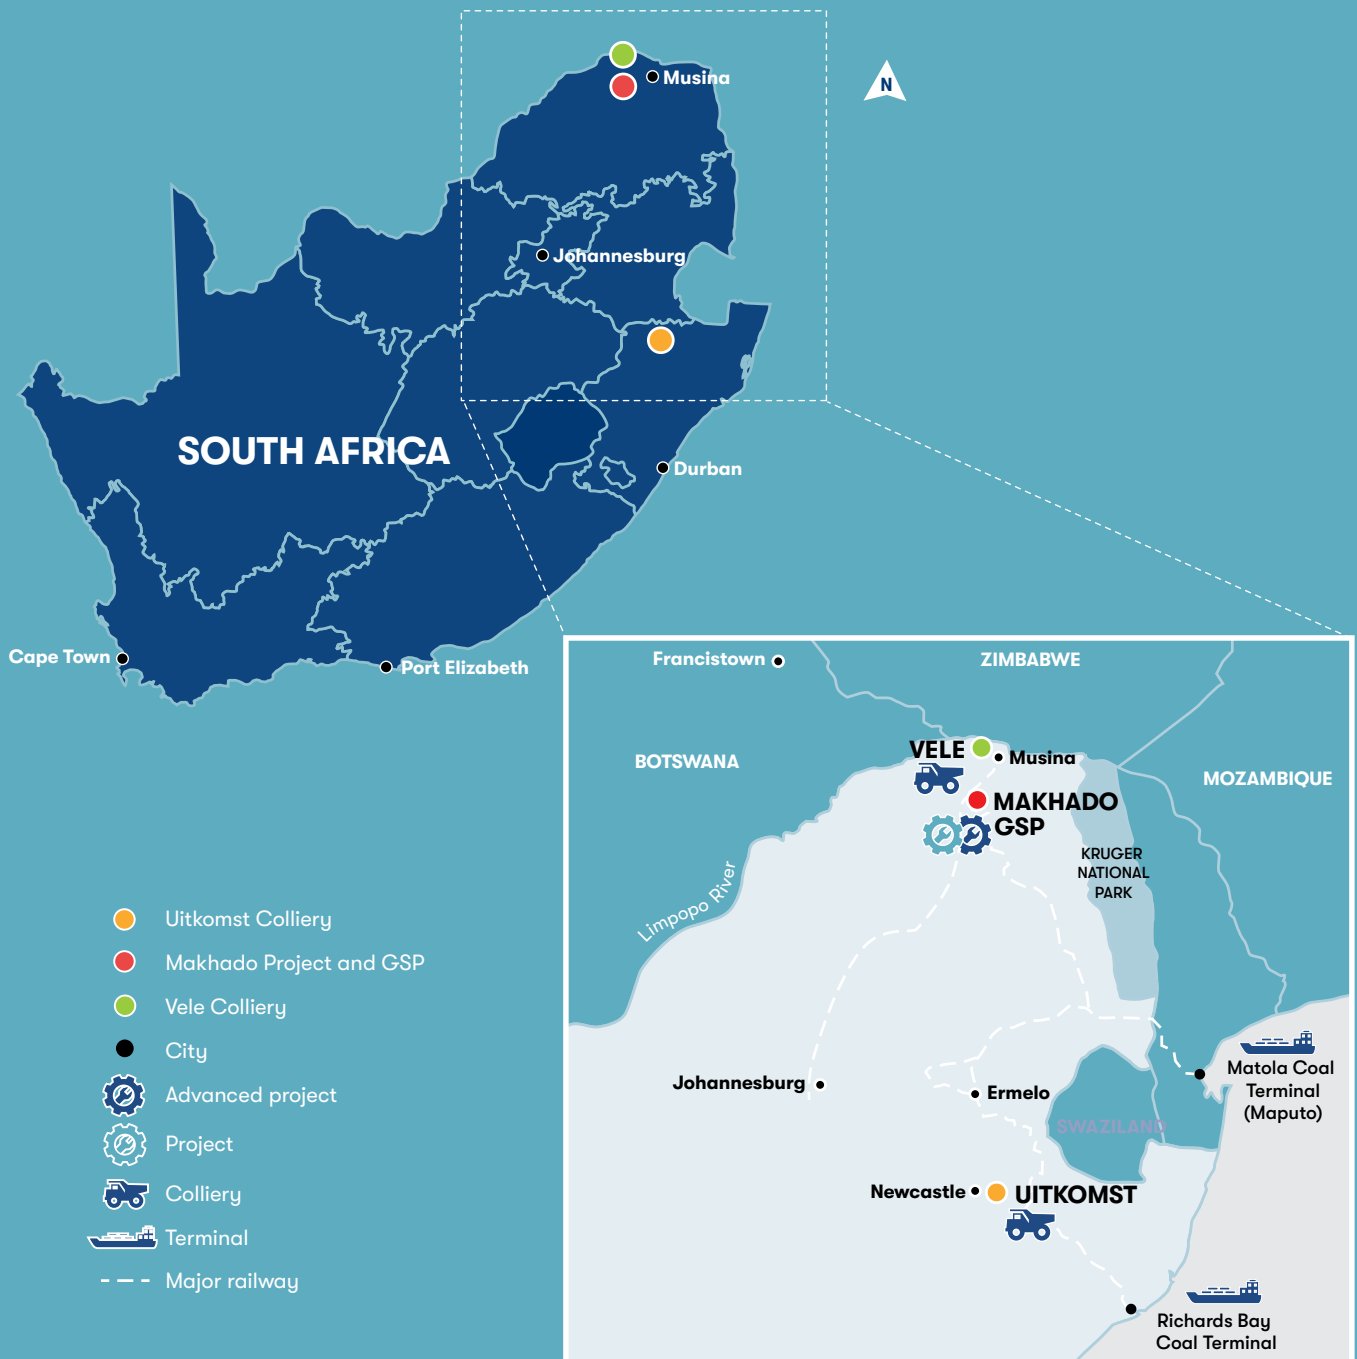 Musina
N
Johannesburg
SOUTH AFRICA
Durban
Cape Town
Port Elizabeth
Francistown
ZIMBABWE
BOTSWANA
VELE
Musina
MOZAMBIQUE
MAKHADO
GSP
KRUGER
NATIONAL
PARK
Limpopo River
Johannesburg
Ermelo
Matola Coal
Terminal
(Maputo)
SWAZILAND
Newcastle
UITKOMST
Richards Bay
Coal Terminal
Uitkomst Colliery
Makhado Project and GSP
Vele Colliery
City
Advanced project
Project
Colliery
Terminal
Major railway